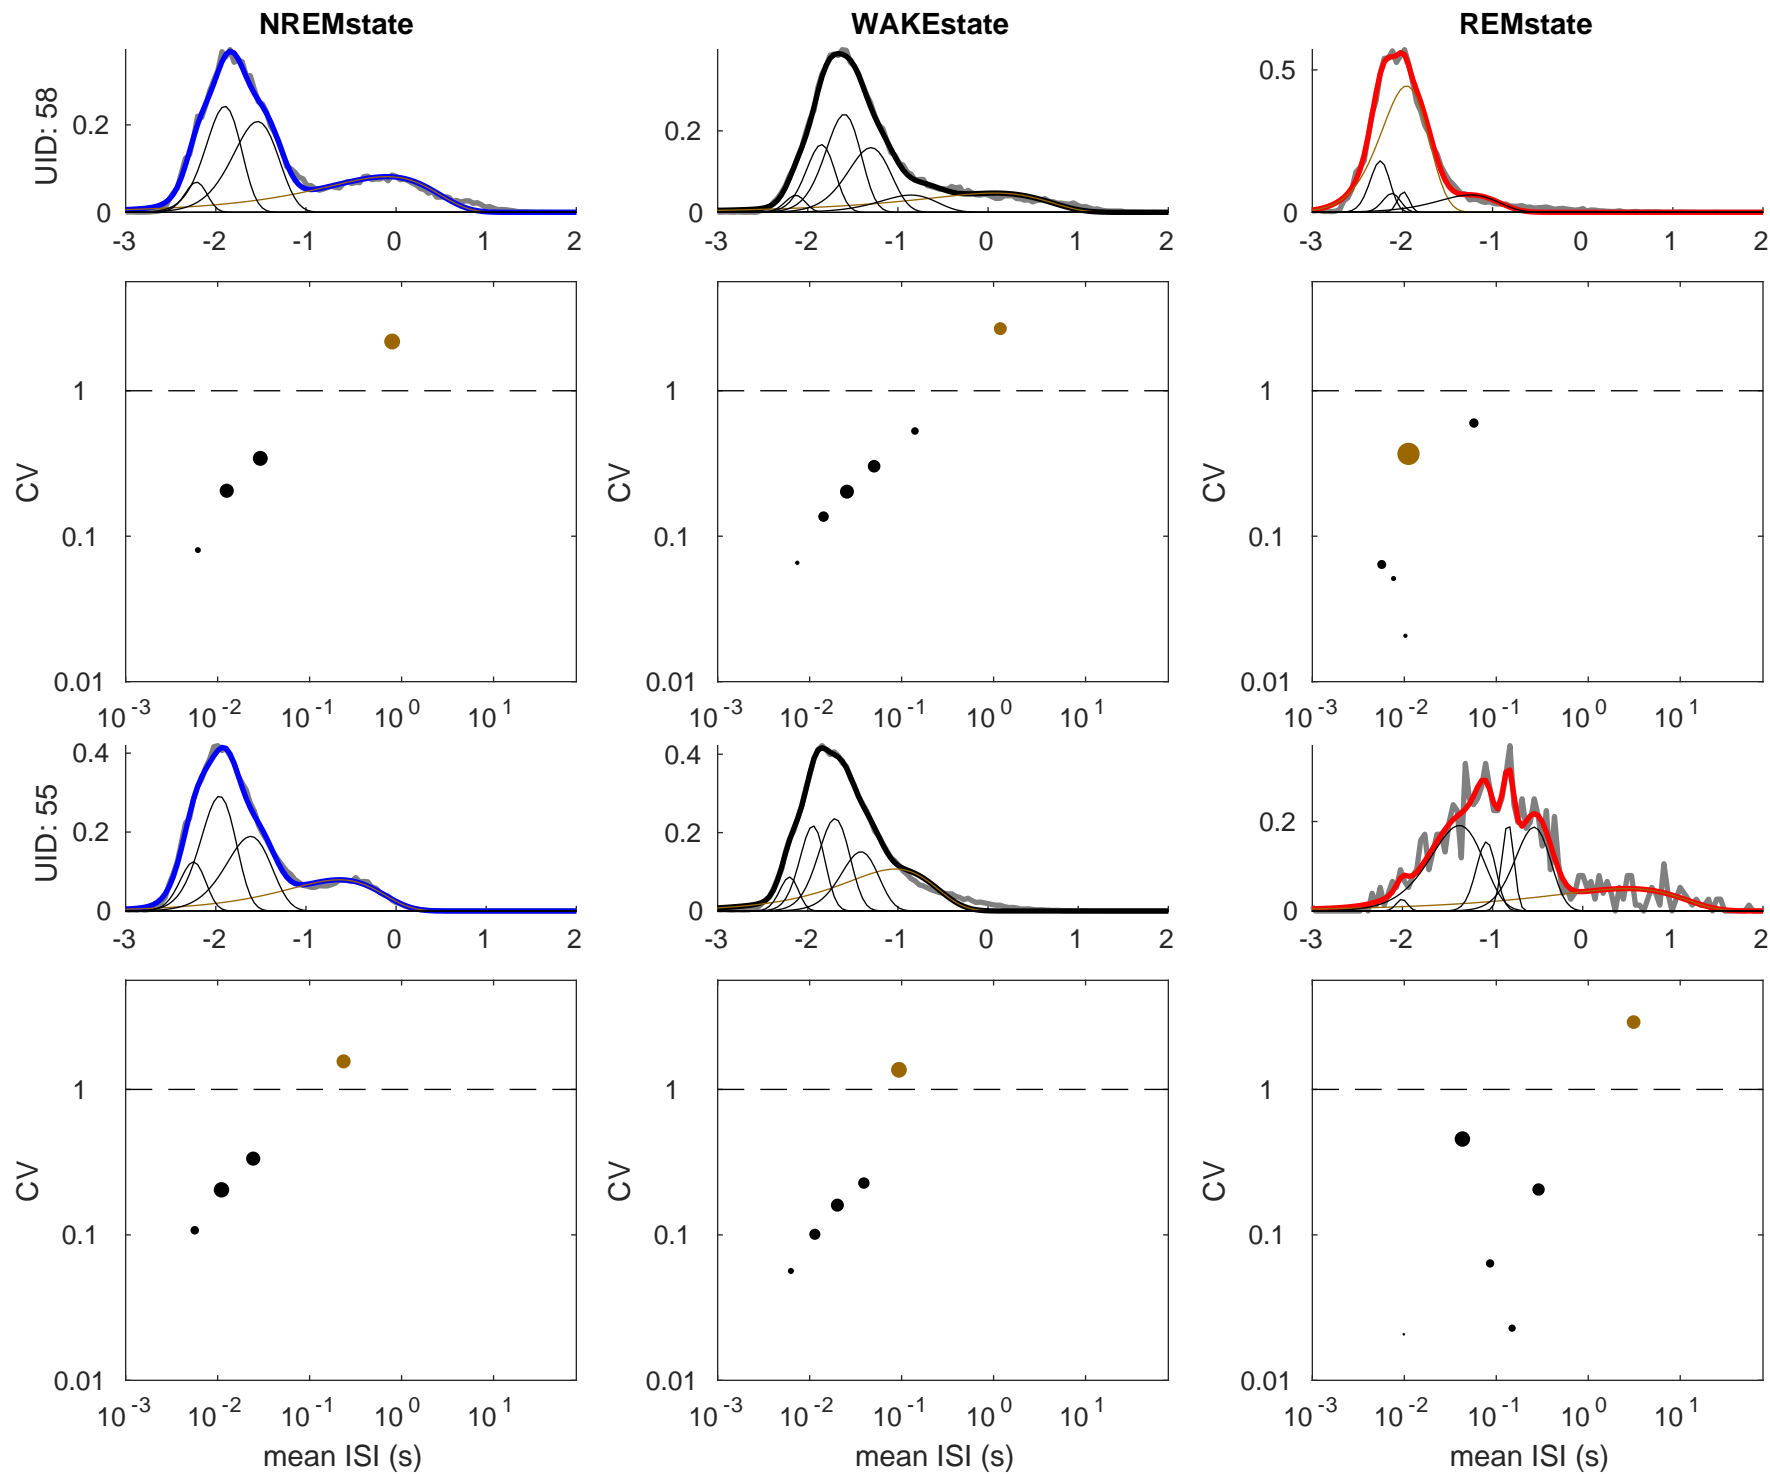 NREMstate WAKEstate REMstate
UID: 58
0.2 0 -3 -2 -1 0 1 2
0.2 0 -3 -2 -1 0 1 2
0.5 0 -3 -2 -1 0 1 2
CV 1 0.1 0.01 10^-3 10^-2 10^-1 10^0 10^1
CV 1 0.1 0.01 10^-3 10^-2 10^-1 10^0 10^1
CV 1 0.1 0.01 10^-3 10^-2 10^-1 10^0 10^1
UID: 55
0.4 0.2 0 -3 -2 -1 0 1 2
0.4 0.2 0 -3 -2 -1 0 1 2
0.2 0 -3 -2 -1 0 1 2
CV 1 0.1 0.01 10^-3 10^-2 10^-1 10^0 10^1
CV 1 0.1 0.01 10^-3 10^-2 10^-1 10^0 10^1
CV 1 0.1 0.01 10^-3 10^-2 10^-1 10^0 10^1
mean ISI (s) mean ISI (s) mean ISI (s)